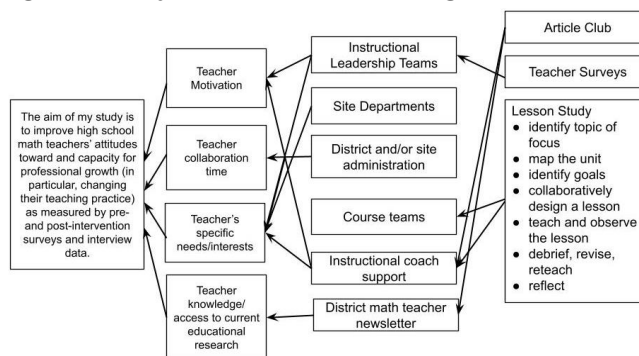 The aim of my study is
to improve high school
math teachers' attitudes
toward and capacity for
professional growth (in
particular, changing
their teaching practice)
as measured by pre-
and post-intervention
surveys and interview
data.
Teacher
Motivation
Teacher
collaboration
time
Teacher's
specific
needs/interests
Teacher
knowledge/
access to current
educational
research
Instructional
Leadership Teams
Site Departments
District and/or site
administration
Course teams
Instructional coach
support
District math teacher
newsletter
Article Club
Teacher Surveys
Lesson Study
● identify topic of
focus
● map the unit
● identify goals
● collaboratively
design a lesson
● teach and observe
the lesson
● debrief, revise,
reteach
● reflect